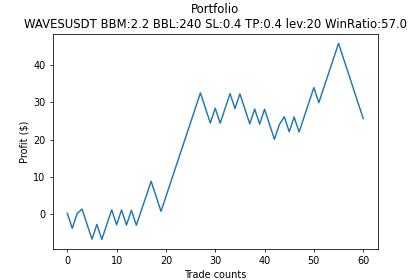 Portfolio
WAVESUSDT BBM:2.2 BBL:240 SL:0.4 TP:0.4 lev:20 WinRatio:57.0
40
30
20
10
0
Profit ($)
0 10 20 30 40 50 60
Trade counts